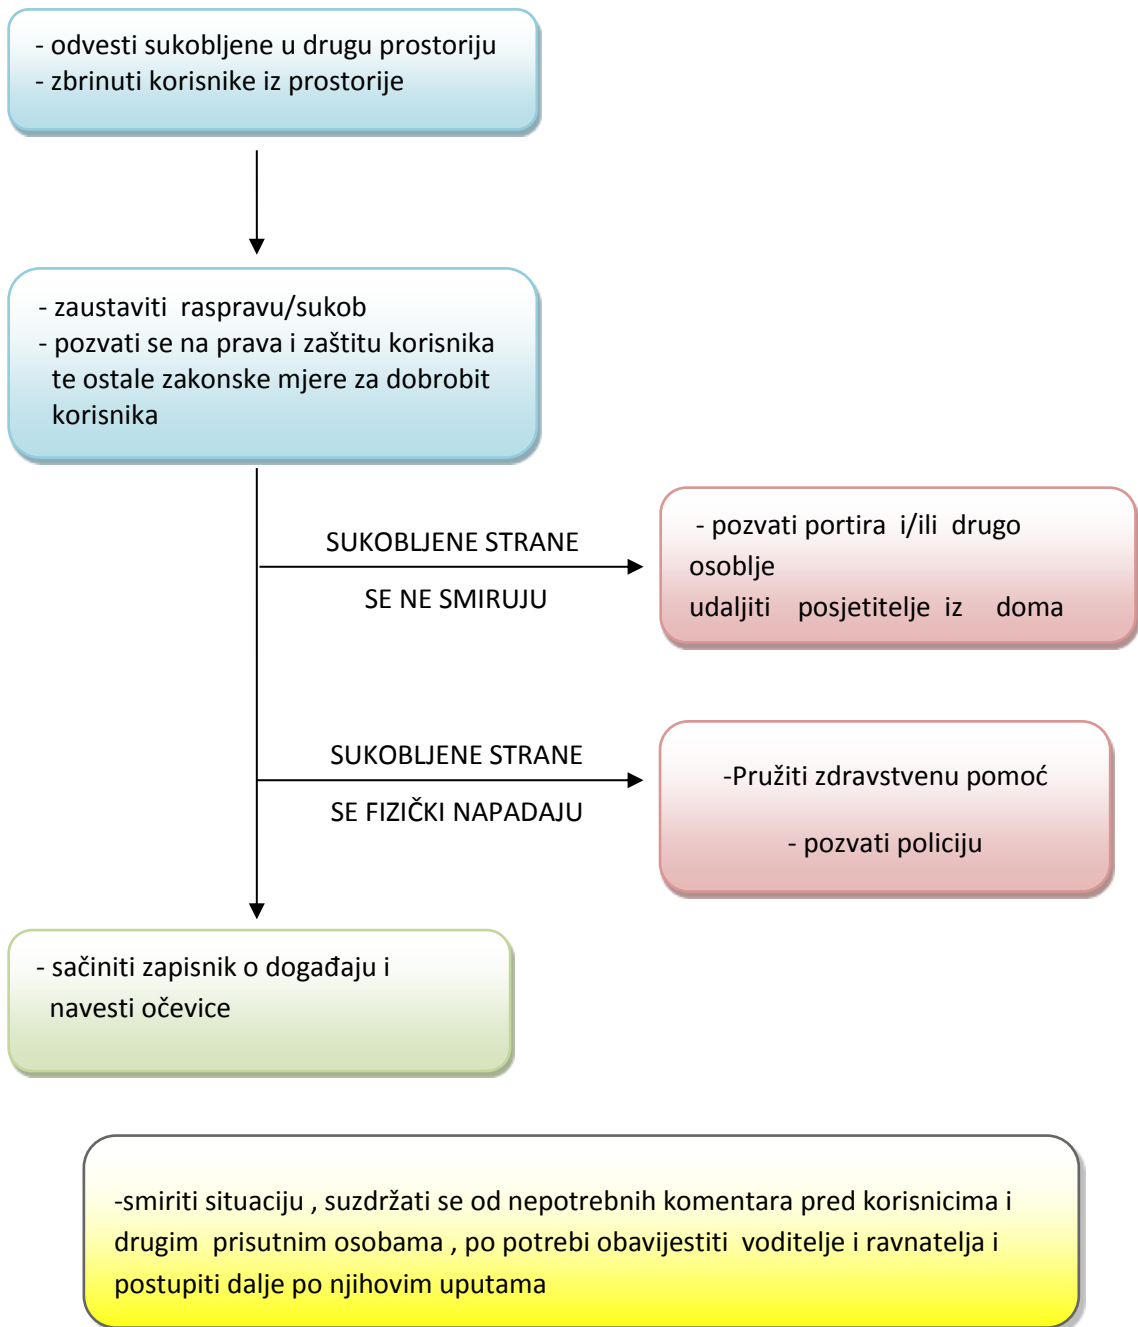 - odvesti sukobljene u drugu prostoriju
- zbrinuti korisnike iz prostorije
- zaustaviti raspravu/sukob
- pozvati se na prava i zaštitu korisnika
te ostale zakonske mjere za dobrobit
korisnika
SUKOBLJENE STRANE
SE NE SMIRUJU
- pozvati portira i/ili drugo
osoblje
udaljiti posjetitelje iz doma
SUKOBLJENE STRANE
SE FIZIČKI NAPADAJU
-Pružiti zdravstvenu pomoć
- pozvati policiju
- sačiniti zapisnik o događaju i
navesti očevice
-smiriti situaciju , suzdržati se od nepotrebnih komentara pred korisnicima i
drugim prisutnim osobama , po potrebi obavijestiti voditelje i ravnatelja i
postupiti dalje po njihovim uputama